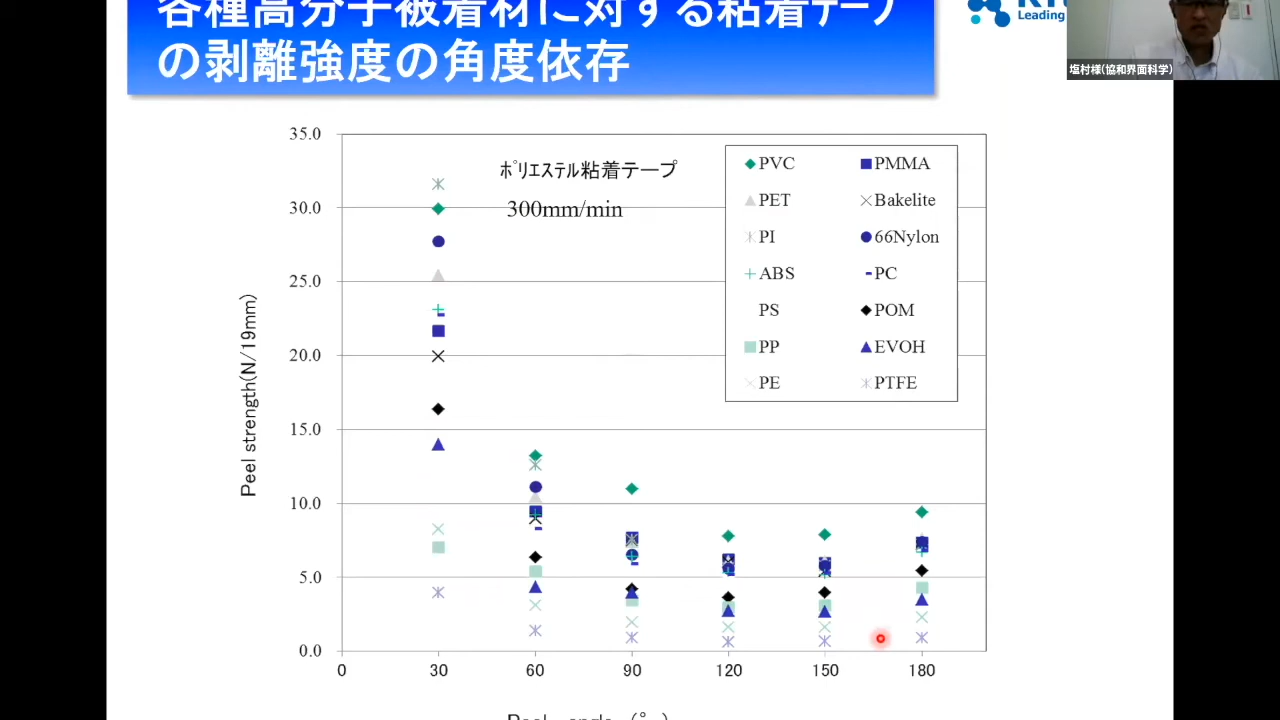 各種高分子被着材に対する粘着ﾃｰﾌﾟ
の剥離強度の角度依存
Leading
塩村様(協和界面科学)
35.0
30.0
25.0
20.0
15.0
10.0
5.0
0.0
Peel strength(N/19mm)
ﾎﾟﾘｴｽﾃﾙ粘着テープ
300mm/min
PVC PMMA
PET Bakelite
PI 66Nylon
ABS PC
PS POM
PP EVOH
PE PTFE
0 30 60 90 120 150 180
Peel angle (°)